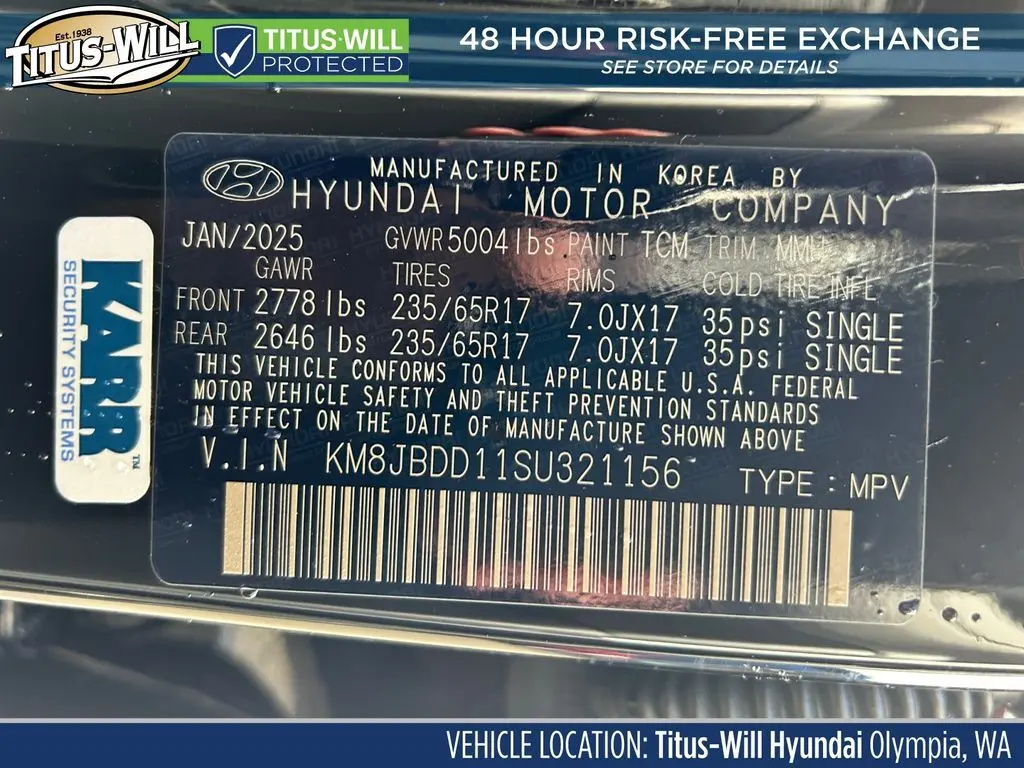 Est. 1938
TITUS-WILL
TITUS-WILL
PROTECTED
48 HOUR RISK-FREE EXCHANGE
SEE STORE FOR DETAILS
MANUFACTURED IN KOREA BY
HYUNDAI MOTOR COMPANY
JAN/2025 GVWR 5004 lbs PAINT TCM TRIM MMH
GAWR TIRES RIMS COLD TIRE INFL
FRONT 2778 lbs 235/65R17 7.0JX17 35psi SINGLE
REAR 2646 lbs 235/65R17 7.0JX17 35psi SINGLE
THIS VEHICLE CONFORMS TO ALL APPLICABLE U.S.A. FEDERAL
MOTOR VEHICLE SAFETY AND THEFT PREVENTION STANDARDS
IN EFFECT ON THE DATE OF MANUFACTURE SHOWN ABOVE
V.I.N KM8JBDD11SU321156 TYPE : MPV
KARR™
SECURITY SYSTEMS
VEHICLE LOCATION: Titus-Will Hyundai Olympia, WA